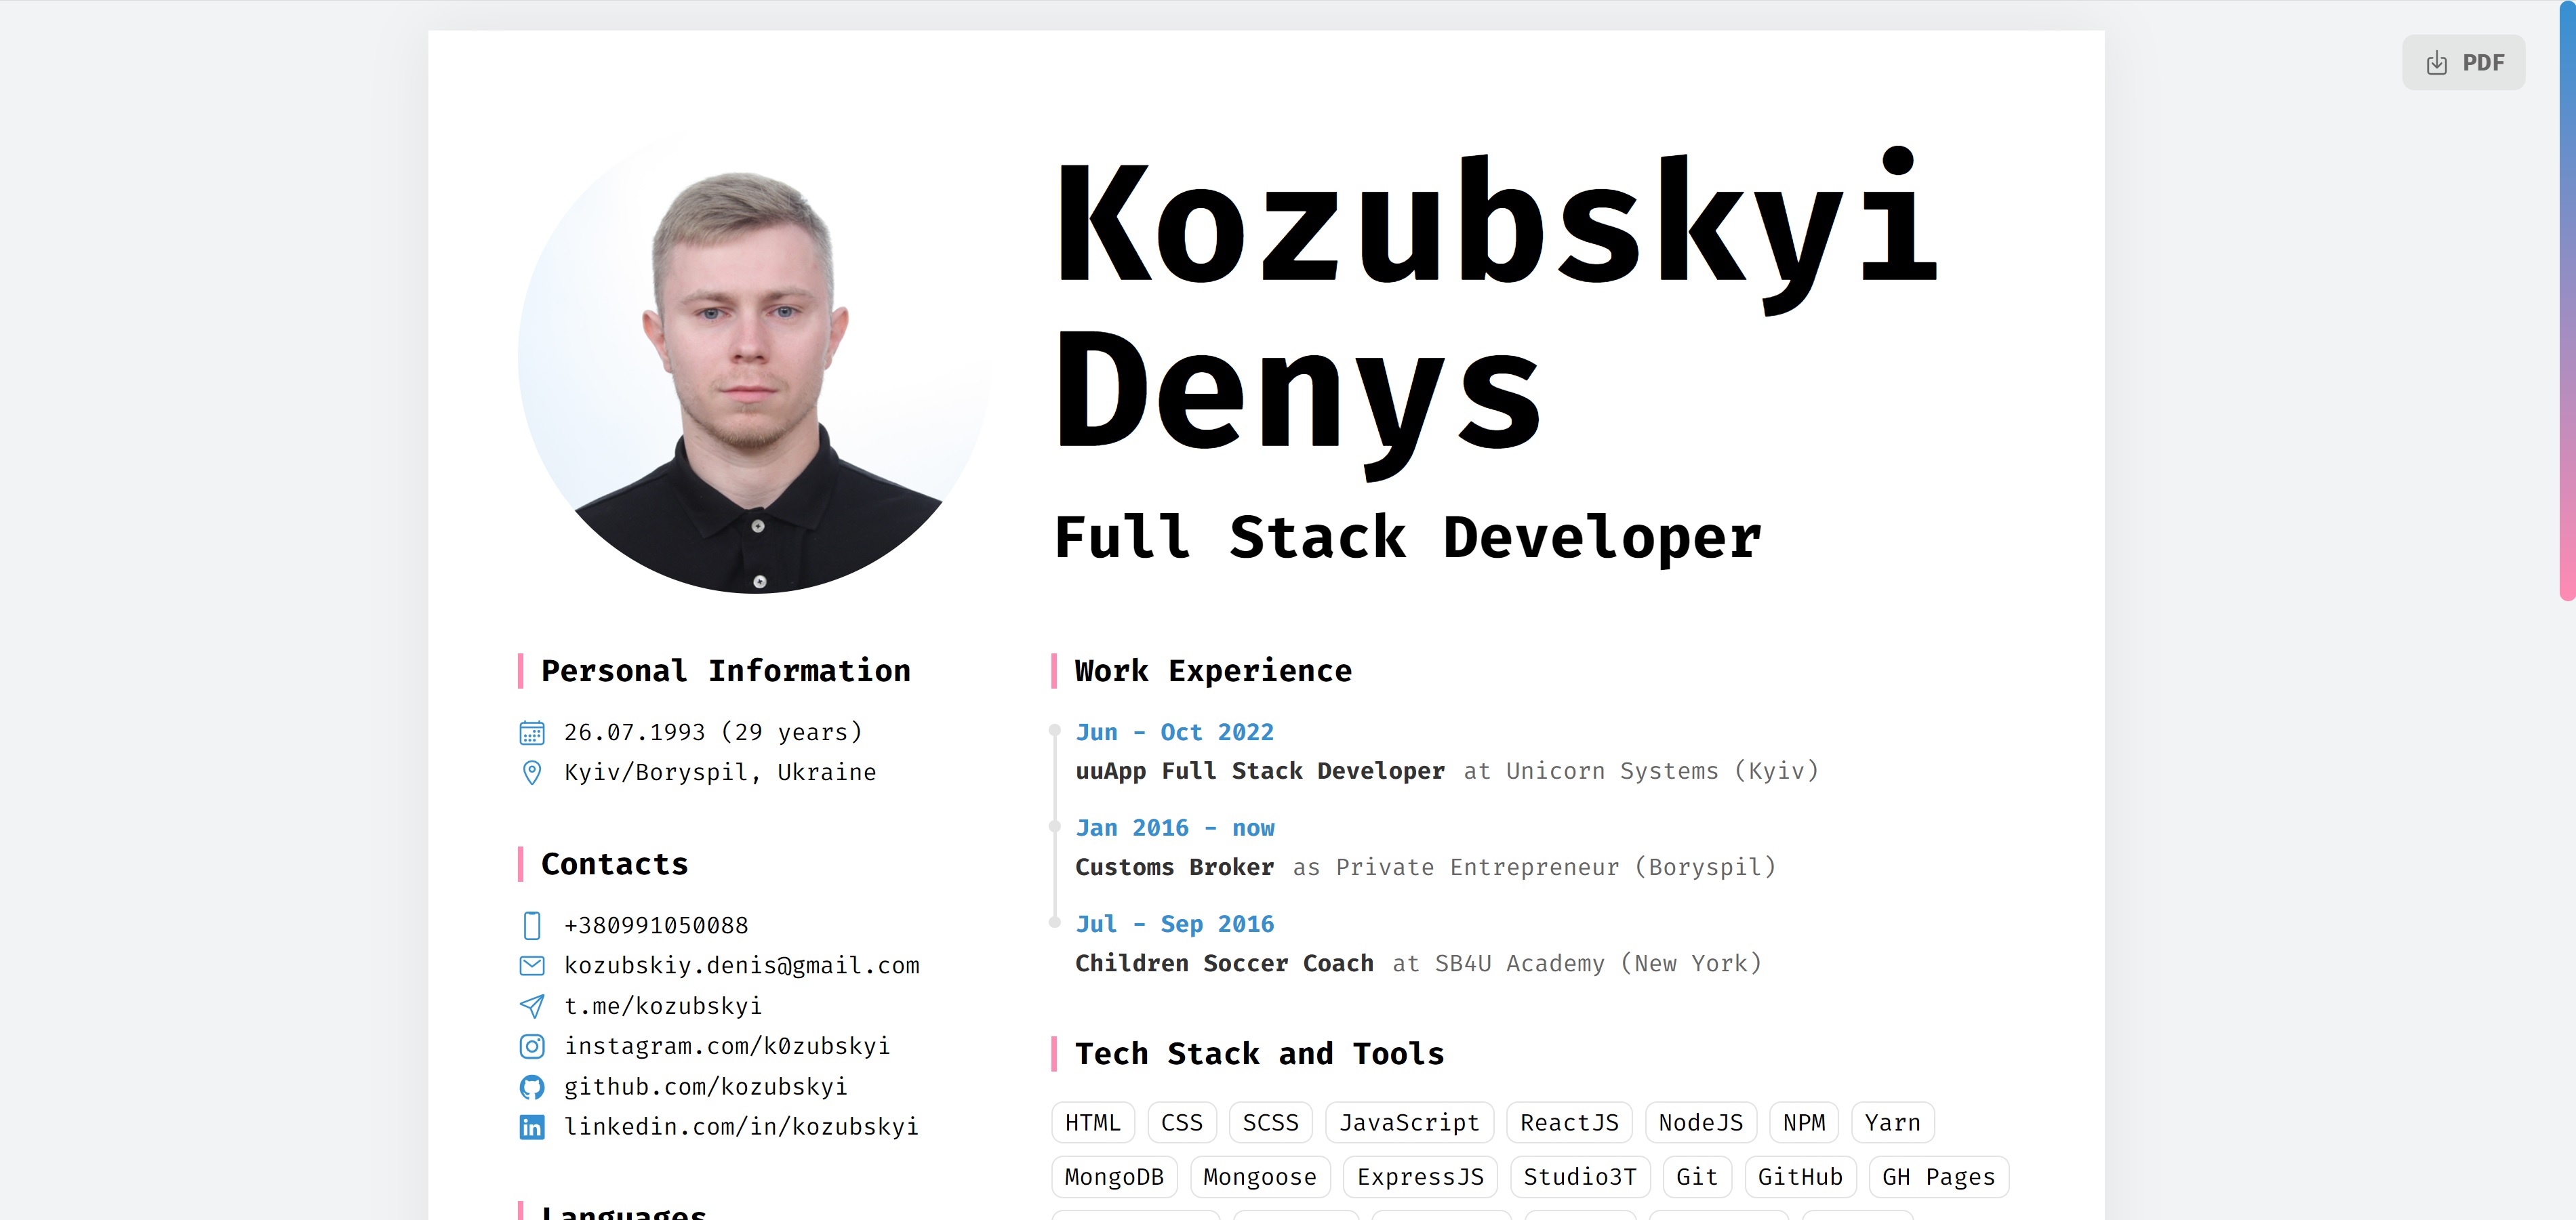 PDF
Kozubskyi
Denys
Full Stack Developer
Personal Information
26.07.1993 (29 years)
Kyiv/Boryspil, Ukraine
Contacts
+380991050088
kozubskiy.denis@gmail.com
t.me/kozubskyi
instagram.com/k0zubskyi
github.com/kozubskyi
linkedin.com/in/kozubskyi
Languages
Work Experience
Jun - Oct 2022
uuApp Full Stack Developer at Unicorn Systems (Kyiv)
Jan 2016 - now
Customs Broker as Private Entrepreneur (Boryspil)
Jul - Sep 2016
Children Soccer Coach at SB4U Academy (New York)
Tech Stack and Tools
HTML CSS SCSS JavaScript ReactJS NodeJS NPM Yarn
MongoDB Mongoose ExpressJS Studio3T Git GitHub GH Pages